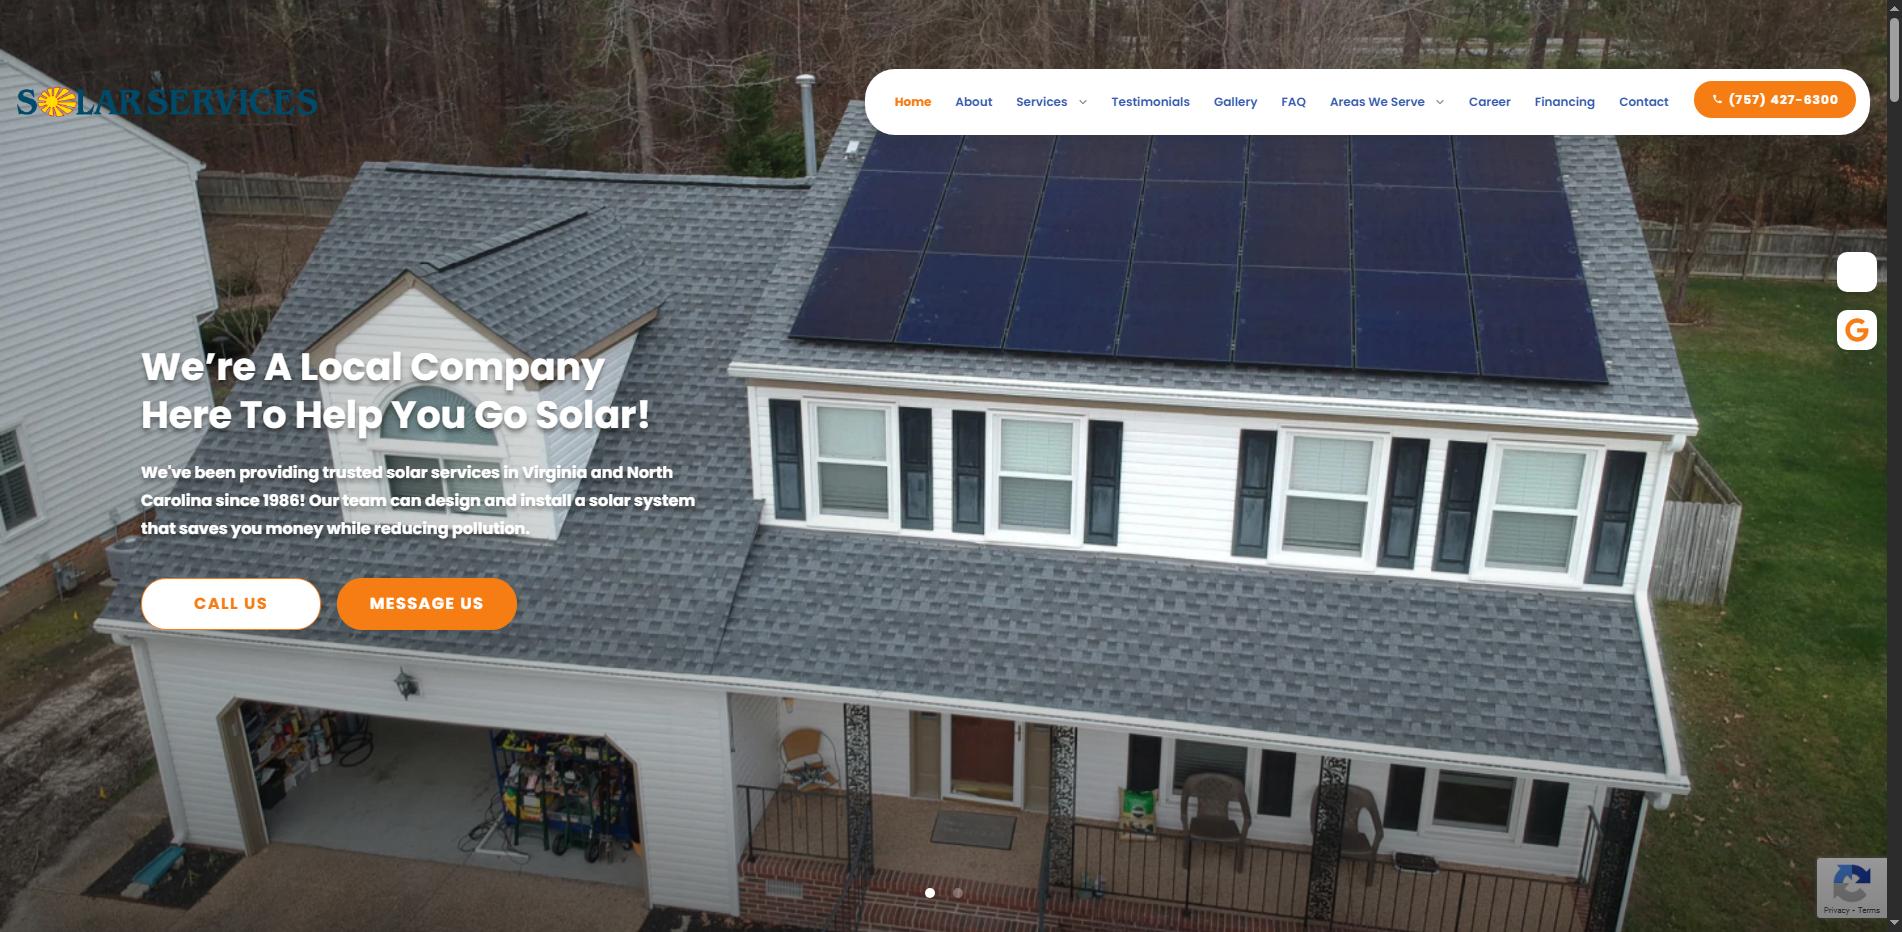 SOLAR SERVICES
Home About Services Testimonials Gallery FAQ Areas We Serve Career Financing Contact (757) 427-6300
We’re A Local Company
Here To Help You Go Solar!
We've been providing trusted solar services in Virginia and North
Carolina since 1986! Our team can design and install a solar system
that saves you money while reducing pollution.
CALL US MESSAGE US
G
Privacy - Terms